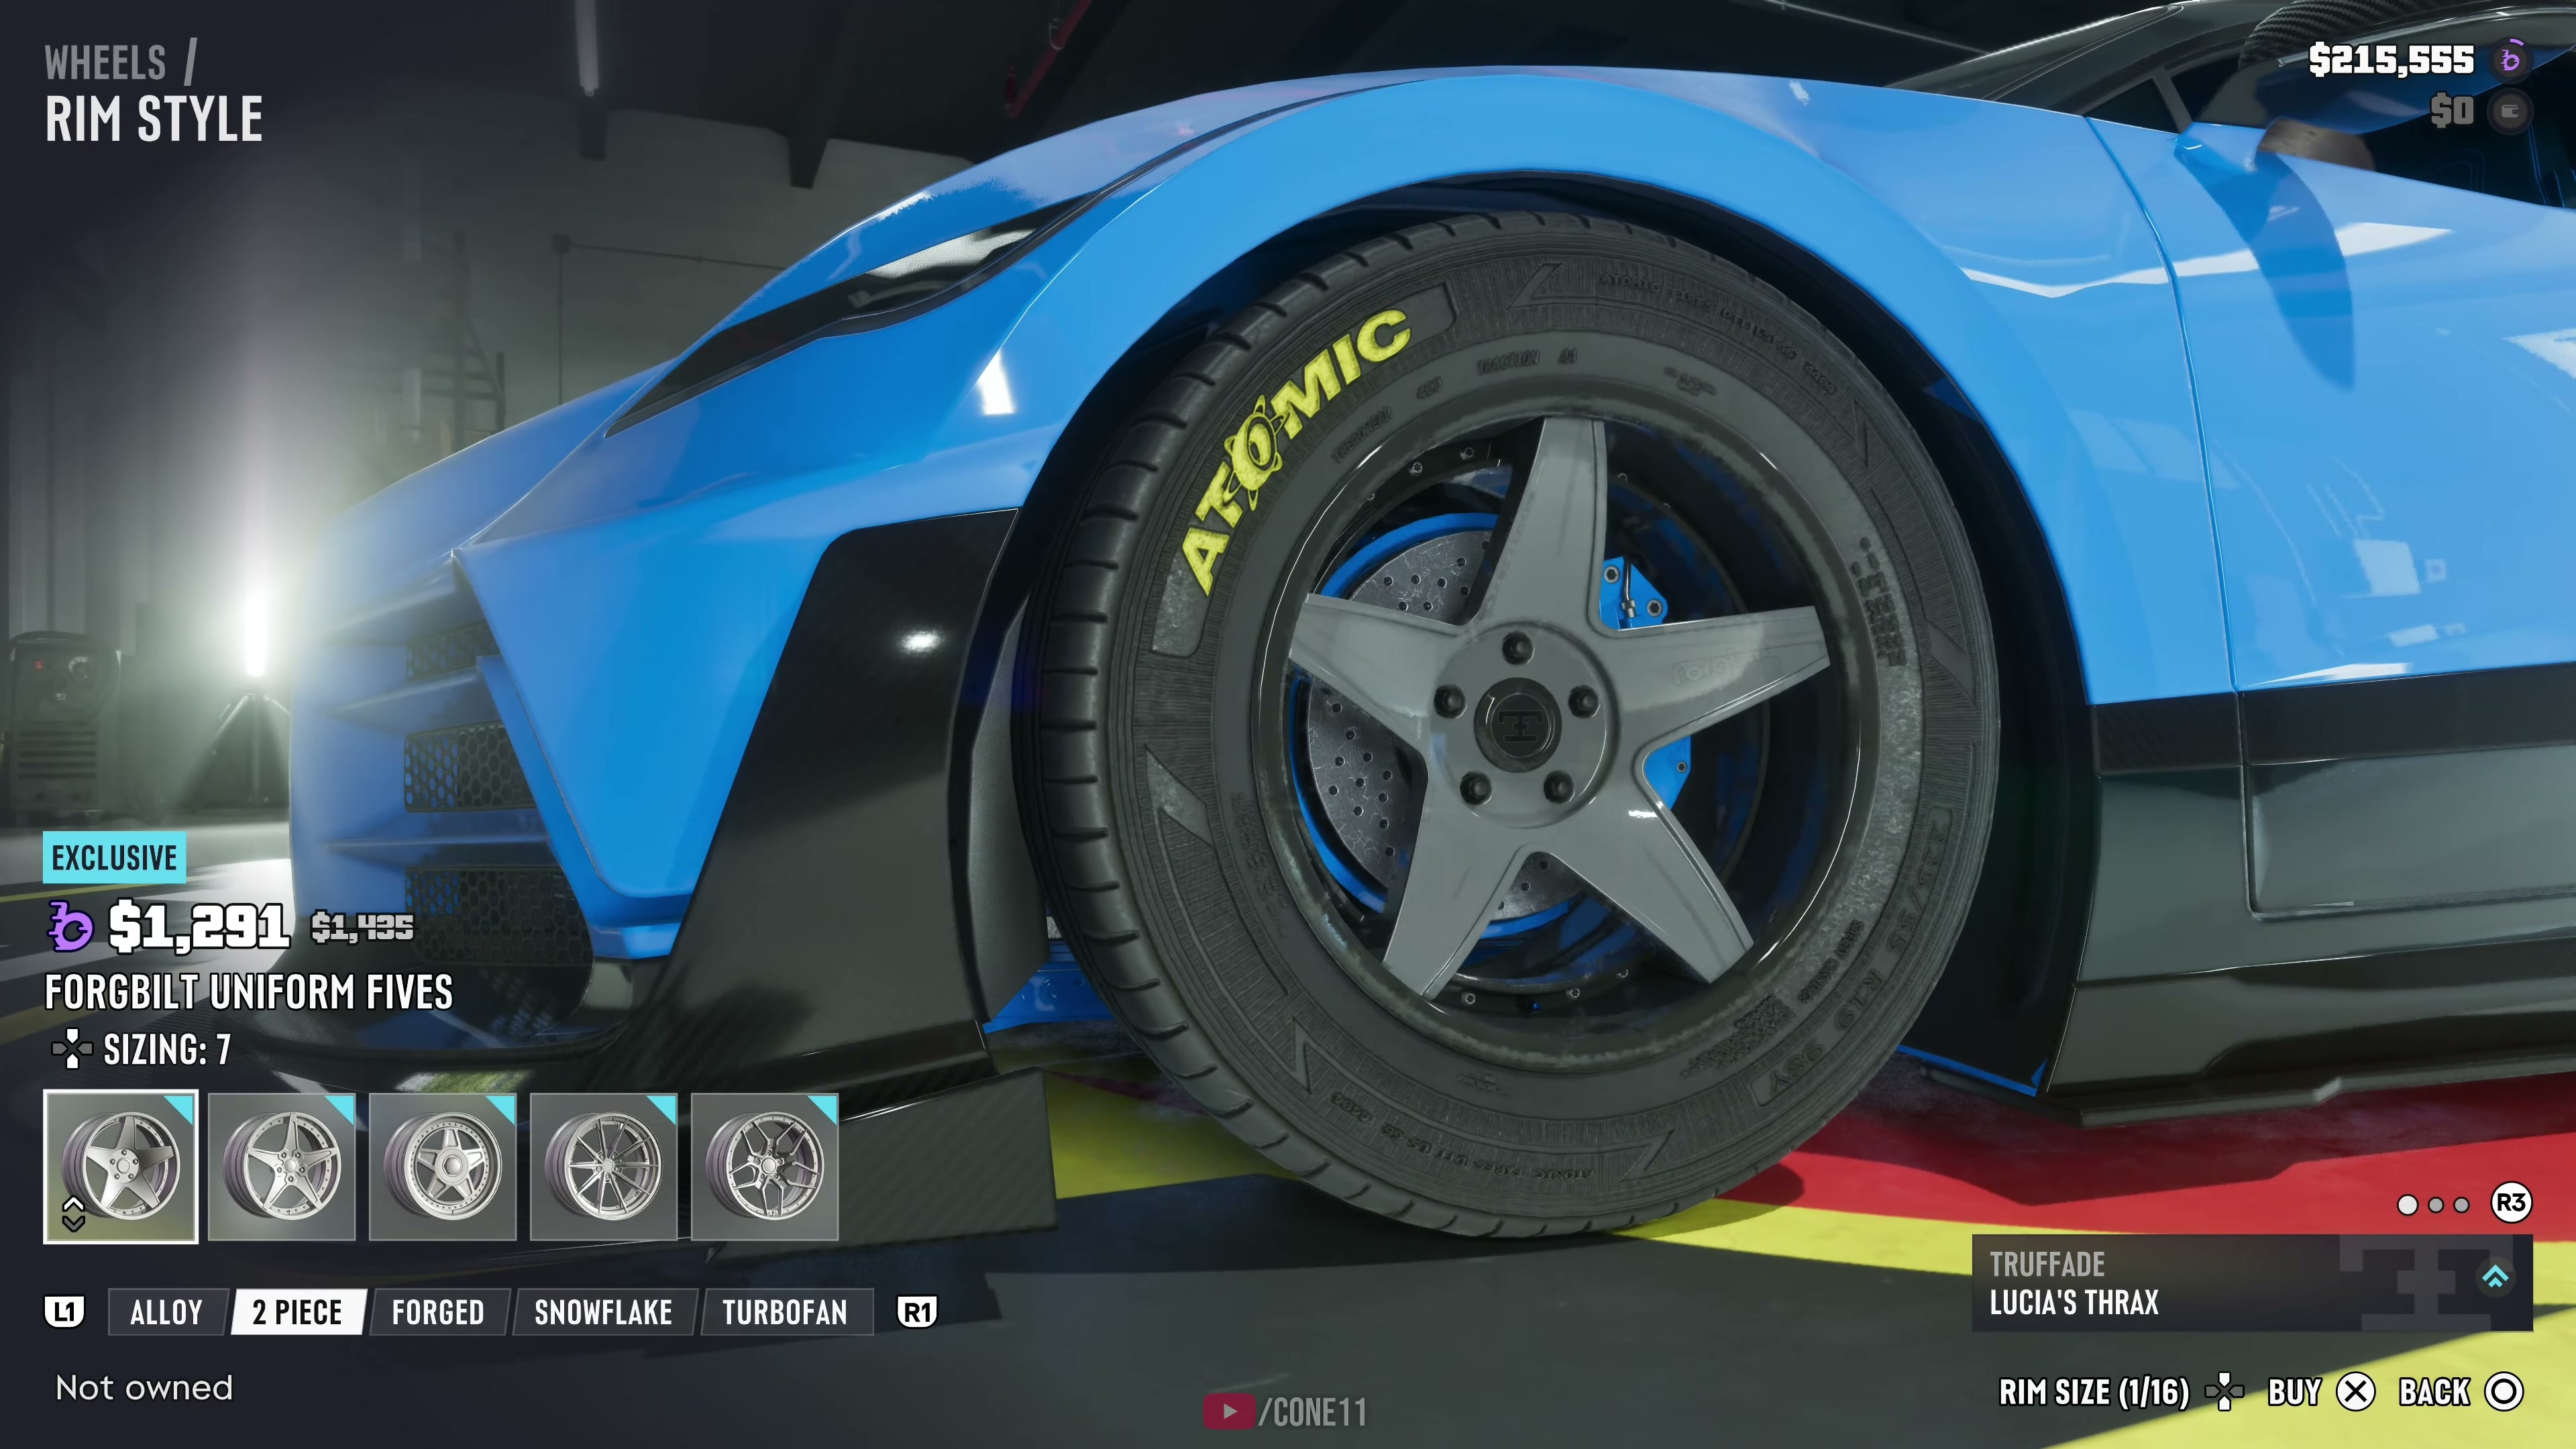 WHEELS /
RIM STYLE
$215,555
$0
ATOMIC
TRACTION AA
EXCLUSIVE
$1,291 $1,435
FORGBILT UNIFORM FIVES
SIZING: 7
R3
TRUFFADE
LUCIA'S THRAX
L1 ALLOY 2 PIECE FORGED SNOWFLAKE TURBOFAN R1
Not owned
/CONE11
RIM SIZE (1/16) BUY BACK